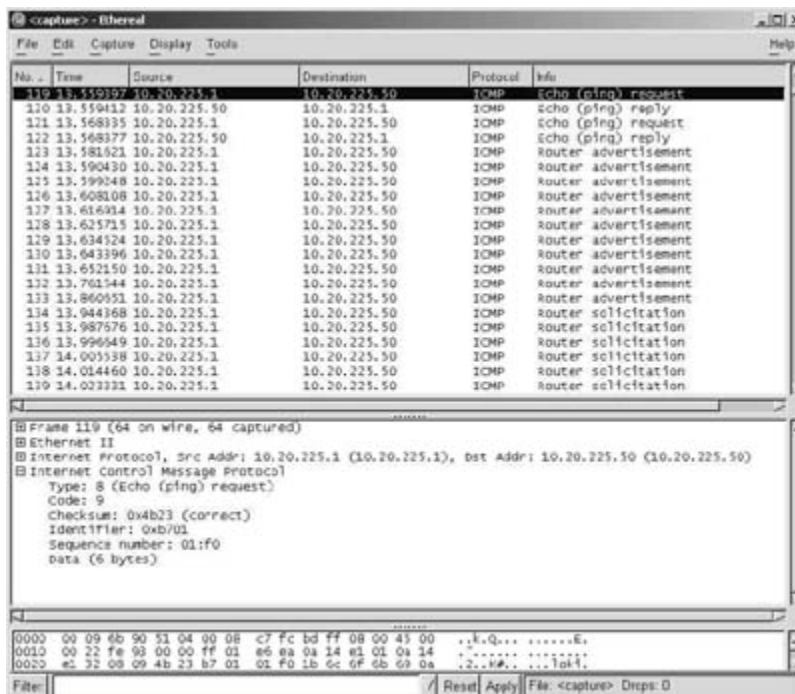 <capture> - Ethereal
File Edit Capture Display Tools Help
No. . Time Source Destination Protocol Info
119 13.559397 10.20.225.1 10.20.225.50 ICMP Echo (ping) request
120 13.559412 10.20.225.50 10.20.225.1 ICMP Echo (ping) reply
121 13.568335 10.20.225.1 10.20.225.50 ICMP Echo (ping) request
122 13.568377 10.20.225.50 10.20.225.1 ICMP Echo (ping) reply
123 13.581621 10.20.225.1 10.20.225.50 ICMP Router advertisement
124 13.590430 10.20.225.1 10.20.225.50 ICMP Router advertisement
125 13.599248 10.20.225.1 10.20.225.50 ICMP Router advertisement
126 13.608108 10.20.225.1 10.20.225.50 ICMP Router advertisement
127 13.616914 10.20.225.1 10.20.225.50 ICMP Router advertisement
128 13.625715 10.20.225.1 10.20.225.50 ICMP Router advertisement
129 13.634524 10.20.225.1 10.20.225.50 ICMP Router advertisement
130 13.643396 10.20.225.1 10.20.225.50 ICMP Router advertisement
131 13.652150 10.20.225.1 10.20.225.50 ICMP Router advertisement
132 13.761544 10.20.225.1 10.20.225.50 ICMP Router advertisement
133 13.860651 10.20.225.1 10.20.225.50 ICMP Router advertisement
134 13.944368 10.20.225.1 10.20.225.50 ICMP Router solicitation
135 13.987676 10.20.225.1 10.20.225.50 ICMP Router solicitation
136 13.996649 10.20.225.1 10.20.225.50 ICMP Router solicitation
137 14.005538 10.20.225.1 10.20.225.50 ICMP Router solicitation
138 14.014460 10.20.225.1 10.20.225.50 ICMP Router solicitation
139 14.023331 10.20.225.1 10.20.225.50 ICMP Router solicitation
Frame 119 (64 on wire, 64 captured)
Ethernet II
Internet Protocol, Src Addr: 10.20.225.1 (10.20.225.1), Dst Addr: 10.20.225.50 (10.20.225.50)
Internet Control Message Protocol
Type: 8 (Echo (ping) request)
Code: 9
Checksum: 0x4b23 (correct)
Identifier: 0xb701
Sequence number: 01:f0
Data (6 bytes)
0000 00 09 6b 90 51 04 00 08 c7 fc bd ff 08 00 45 00 ..k.Q... ......E.
0010 00 22 fe 93 00 00 ff 01 e6 ea 0a 14 e1 01 0a 14
0020 e1 32 08 09 4b 23 b7 01 01 f0 1b 6c 6f 6b 69 0a .2..K#.. ...loki.
Filter: / Reset Apply File: <capture> Drops: 0